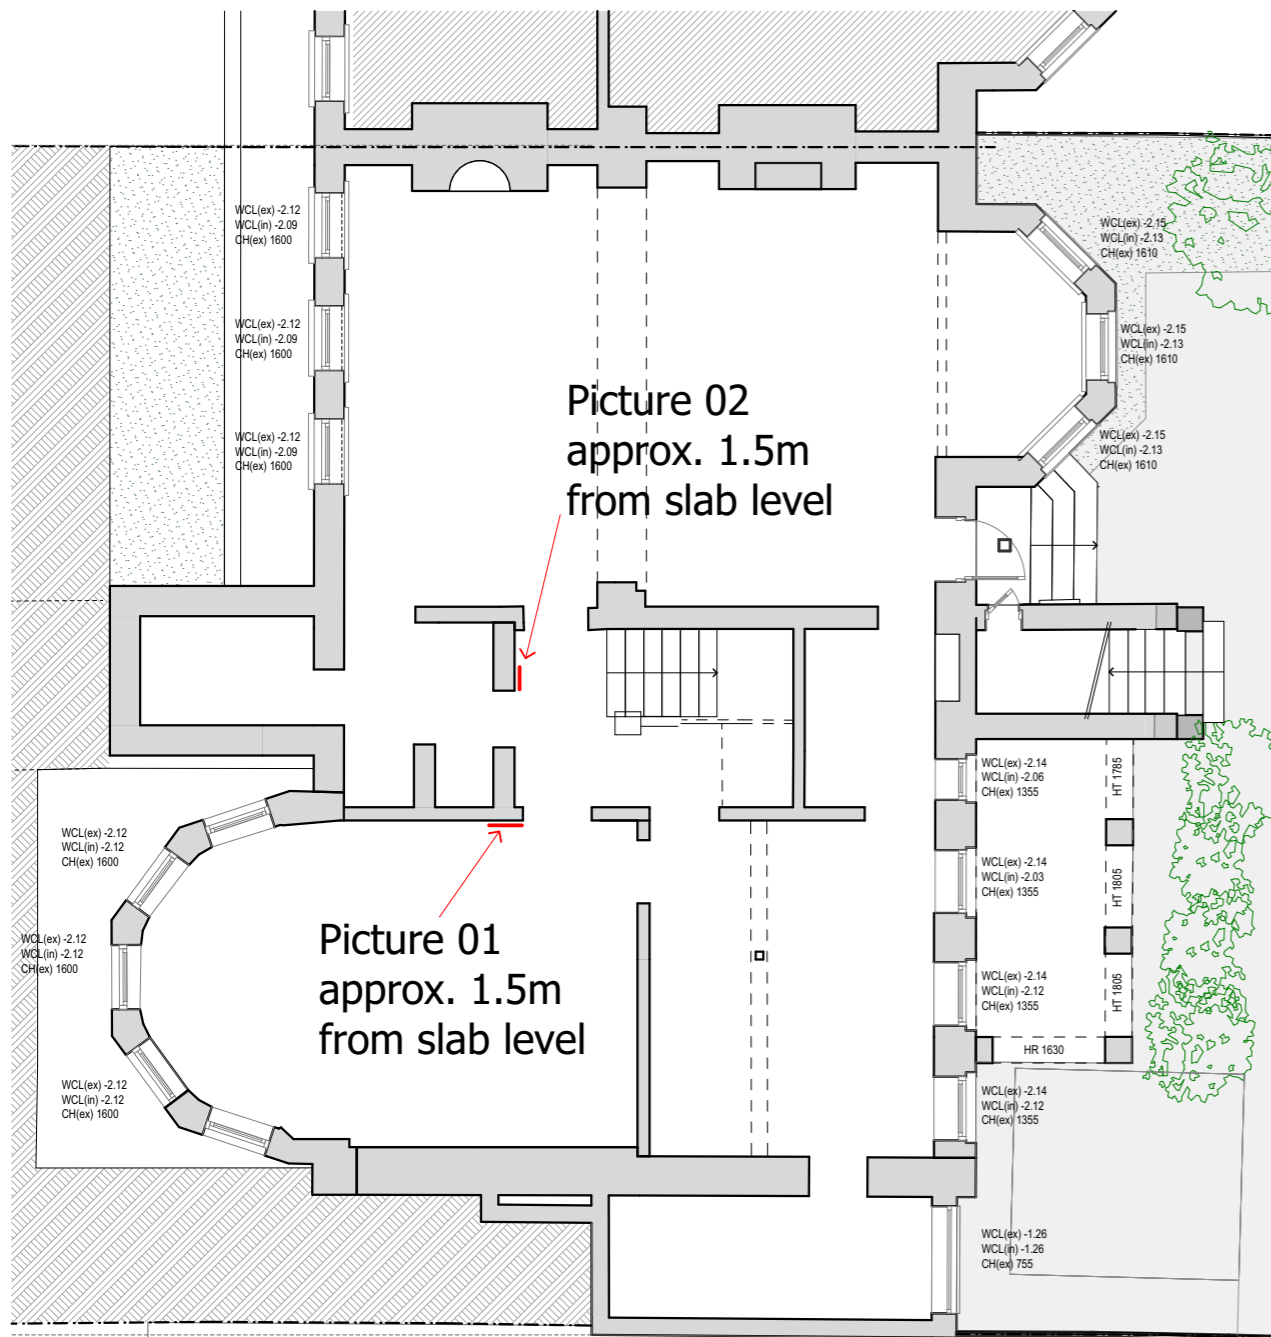 WCL(ex) -2.12
WCL(in) -2.09
CH(ex) 1600
WCL(ex) -2.15
WCL(in) -2.13
CH(ex) 1610
WCL(ex) -2.12
WCL(in) -2.09
CH(ex) 1600
WCL(ex) -2.15
WCL(in) -2.13
CH(ex) 1610
Picture 02
approx. 1.5m
from slab level
WCL(ex) -2.12
WCL(in) -2.09
CH(ex) 1600
WCL(ex) -2.15
WCL(in) -2.13
CH(ex) 1610
WCL(ex) -2.14
WCL(in) -2.06
CH(ex) 1355
HT 1785
WCL(ex) -2.12
WCL(in) -2.12
CH(ex) 1600
WCL(ex) -2.14
WCL(in) -2.03
CH(ex) 1355
HT 1805
WCL(ex) -2.12
WCL(in) -2.12
CH(ex) 1600
Picture 01
approx. 1.5m
from slab level
WCL(ex) -2.14
WCL(in) -2.12
CH(ex) 1355
HT 1805
HR 1630
WCL(ex) -2.12
WCL(in) -2.12
CH(ex) 1600
WCL(ex) -2.14
WCL(in) -2.12
CH(ex) 1355
WCL(ex) -1.26
WCL(in) -1.26
CH(ex) 755